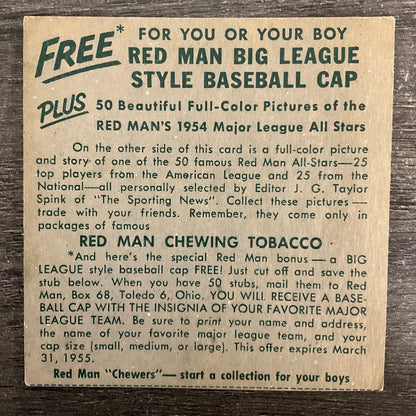 FREE* FOR YOU OR YOUR BOY
RED MAN BIG LEAGUE
STYLE BASEBALL CAP
PLUS 50 Beautiful Full-Color Pictures of the
RED MAN'S 1954 Major League All Stars
On the other side of this card is a full-color picture
and story of one of the 50 famous Red Man All-Stars—25
top players from the American League and 25 from the
National—all personally selected by Editor J. G. Taylor
Spink of "The Sporting News". Collect these pictures—
trade with your friends. Remember, they come only in
packages of famous
RED MAN CHEWING TOBACCO
*And here's the special Red Man bonus—a BIG
LEAGUE style baseball cap FREE! Just cut off and save the
stub below. When you have 50 stubs, mail them to Red
Man, Box 68, Toledo 6, Ohio. YOU WILL RECEIVE A BASE-
BALL CAP WITH THE INSIGNIA OF YOUR FAVORITE MAJOR
LEAGUE TEAM. Be sure to print your name and address,
the name of your favorite major league team, and your
cap size (small, medium, or large). This offer expires March
31, 1955.
Red Man "Chewers"— start a collection for your boys